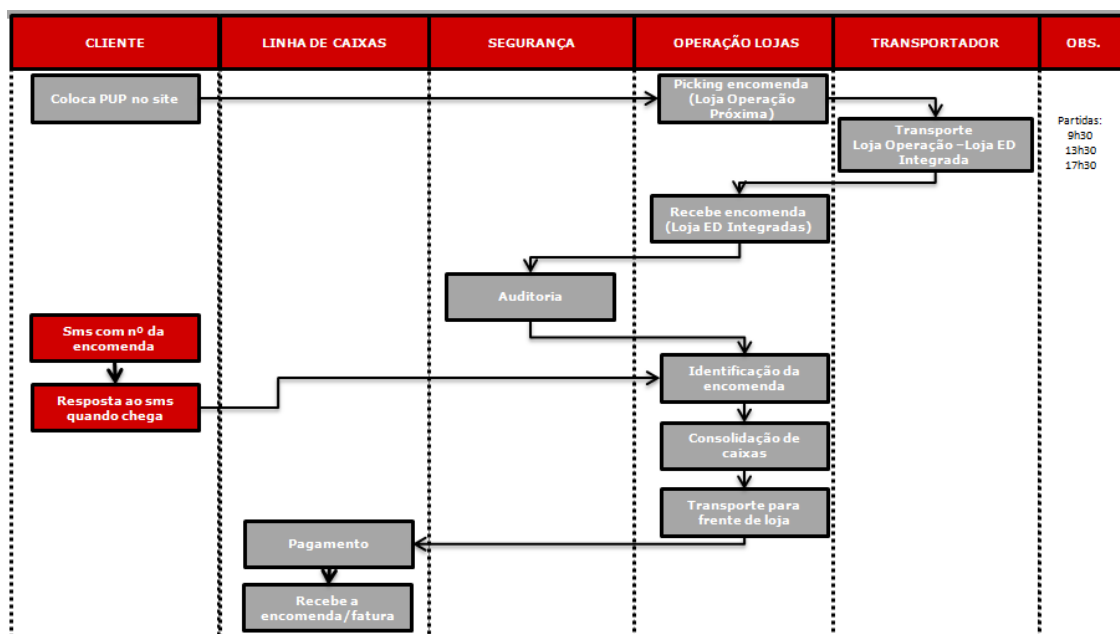 CLIENTE
LINHA DE CAIXAS
SEGURANÇA
OPERAÇÃO LOJAS
TRANSPORTADOR
OBS.
Coloca PUP no site
Picking encomenda
(Loja Operação
Próxima)
Transporte
Loja Operação –Loja ED
Integrada
Partidas:
9h30
13h30
17h30
Recebe encomenda
(Loja ED Integradas)
Auditoria
Sms com nº da
encomenda
Identificação da
encomenda
Resposta ao sms
quando chega
Consolidação de
caixas
Transporte para
frente de loja
Pagamento
Recebe a
encomenda/fatura